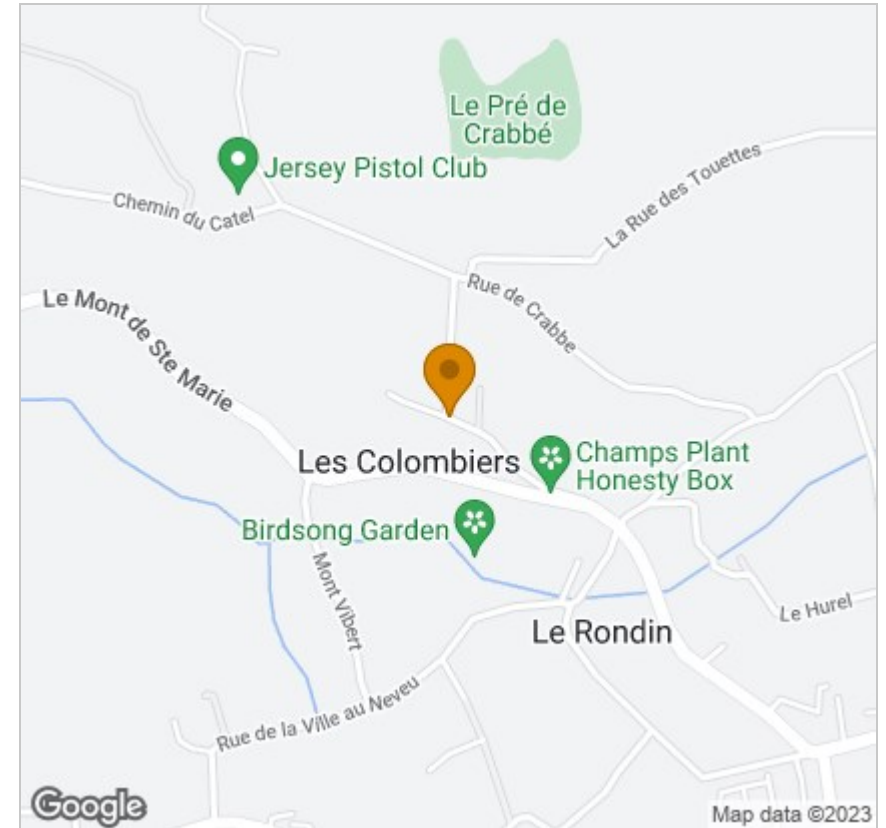 Le Pré de
Crabbé
Jersey Pistol Club
La Rue des Touettes
Chemin du Catel
Rue de Crabbe
Le Mont de Ste Marie
Les Colombiers
Champs Plant
Honesty Box
Birdsong Garden
Mont Vibert
Le Hurel
Le Rondin
Rue de la Ville au Neveu
Google
Map data ©2023